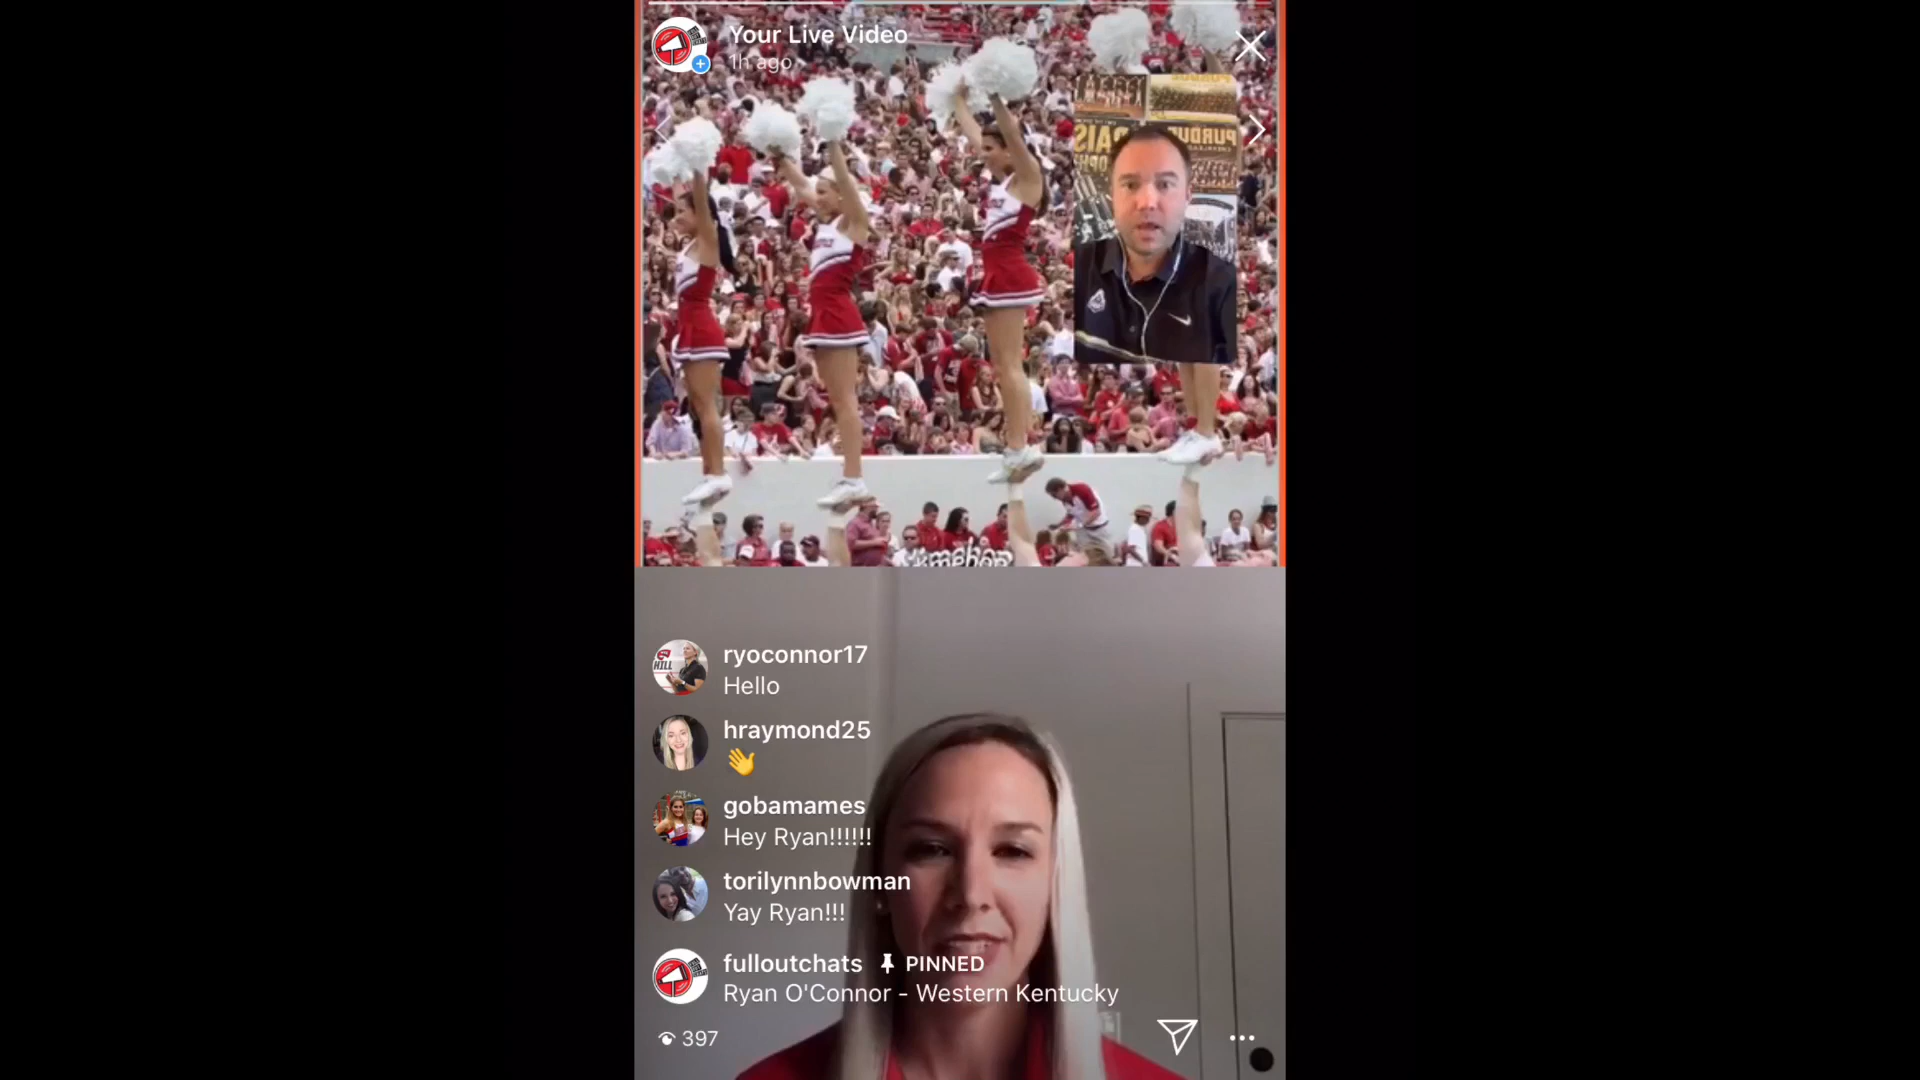 Your Live Video
1h ago
PURDUE
ryoconnor17
Hello
hraymond25
👋
gobamames
Hey Ryan!!!!!!
torilynnbowman
Yay Ryan!!!
fulloutchats PINNED
Ryan O'Connor - Western Kentucky
397